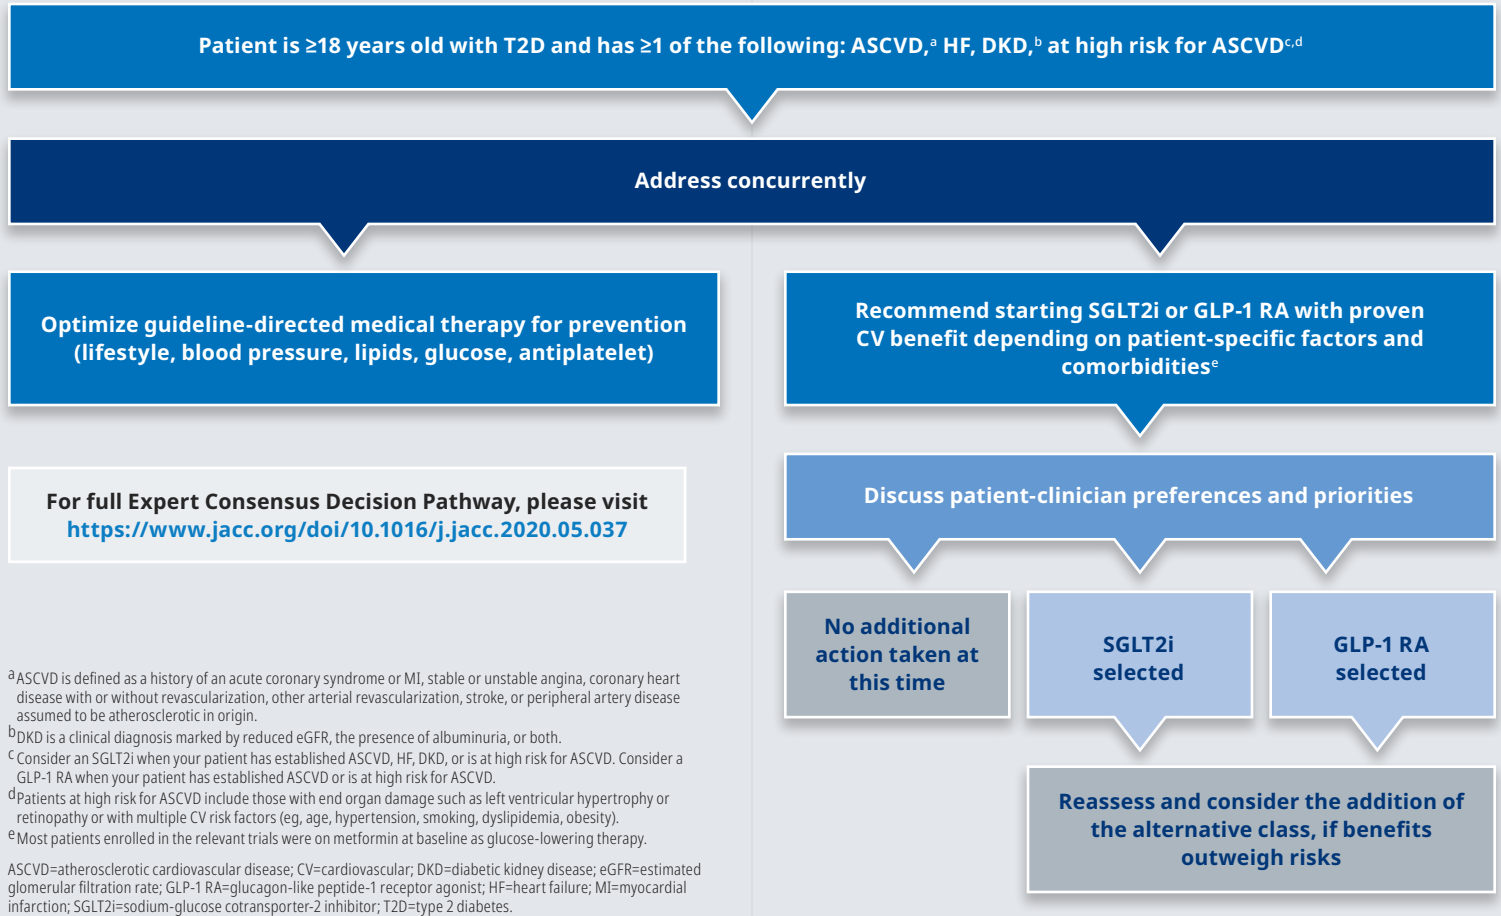 Patient is ≥18 years old with T2D and has ≥1 of the following: ASCVD,a HF, DKD,b at high risk for ASCVDc,d
Address concurrently
Optimize guideline-directed medical therapy for prevention
(lifestyle, blood pressure, lipids, glucose, antiplatelet)
Recommend starting SGLT2i or GLP-1 RA with proven
CV benefit depending on patient-specific factors and
comorbiditiese
For full Expert Consensus Decision Pathway, please visit
https://www.jacc.org/doi/10.1016/j.jacc.2020.05.037
Discuss patient-clinician preferences and priorities
No additional
action taken at
this time
SGLT2i
selected
GLP-1 RA
selected
Reassess and consider the addition of
the alternative class, if benefits
outweigh risks
a ASCVD is defined as a history of an acute coronary syndrome or MI, stable or unstable angina, coronary heart
disease with or without revascularization, other arterial revascularization, stroke, or peripheral artery disease
assumed to be atherosclerotic in origin.
b DKD is a clinical diagnosis marked by reduced eGFR, the presence of albuminuria, or both.
c Consider an SGLT2i when your patient has established ASCVD, HF, DKD, or is at high risk for ASCVD. Consider a
GLP-1 RA when your patient has established ASCVD or is at high risk for ASCVD.
d Patients at high risk for ASCVD include those with end organ damage such as left ventricular hypertrophy or
retinopathy or with multiple CV risk factors (eg, age, hypertension, smoking, dyslipidemia, obesity).
e Most patients enrolled in the relevant trials were on metformin at baseline as glucose-lowering therapy.
ASCVD=atherosclerotic cardiovascular disease; CV=cardiovascular; DKD=diabetic kidney disease; eGFR=estimated
glomerular filtration rate; GLP-1 RA=glucagon-like peptide-1 receptor agonist; HF=heart failure; MI=myocardial
infarction; SGLT2i=sodium-glucose cotransporter-2 inhibitor; T2D=type 2 diabetes.